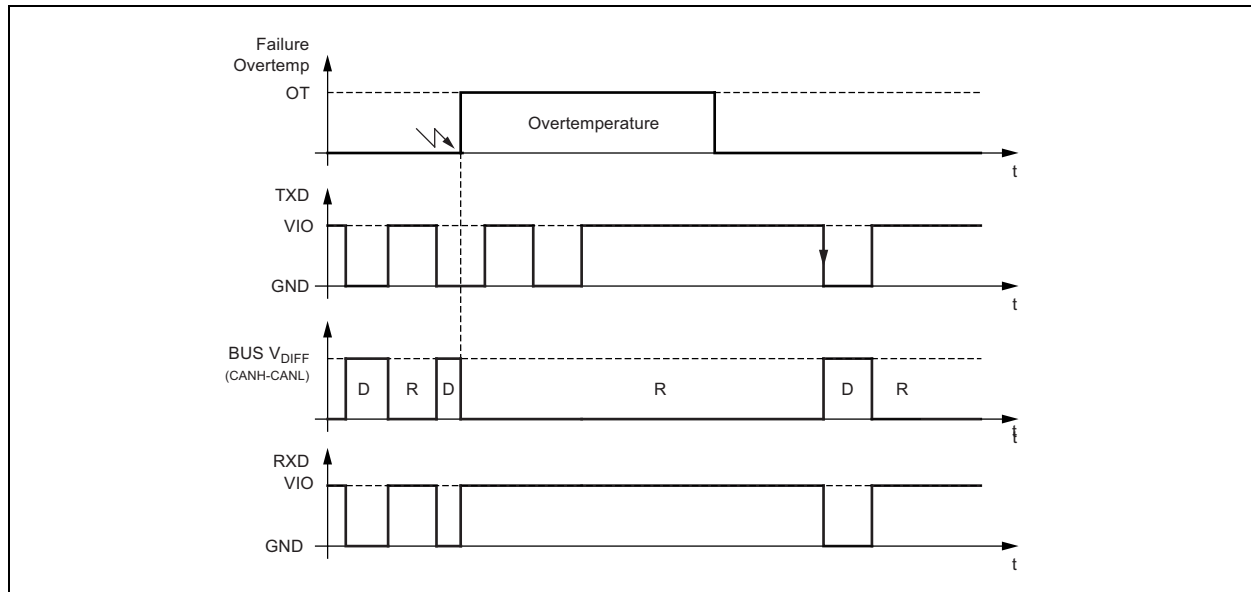 Failure
Overtemp
OT
Overtemperature
t
TXD
VIO
GND
t
BUS VDIFF
(CANH-CANL)
D R D R D R
t
t
RXD
VIO
GND
t